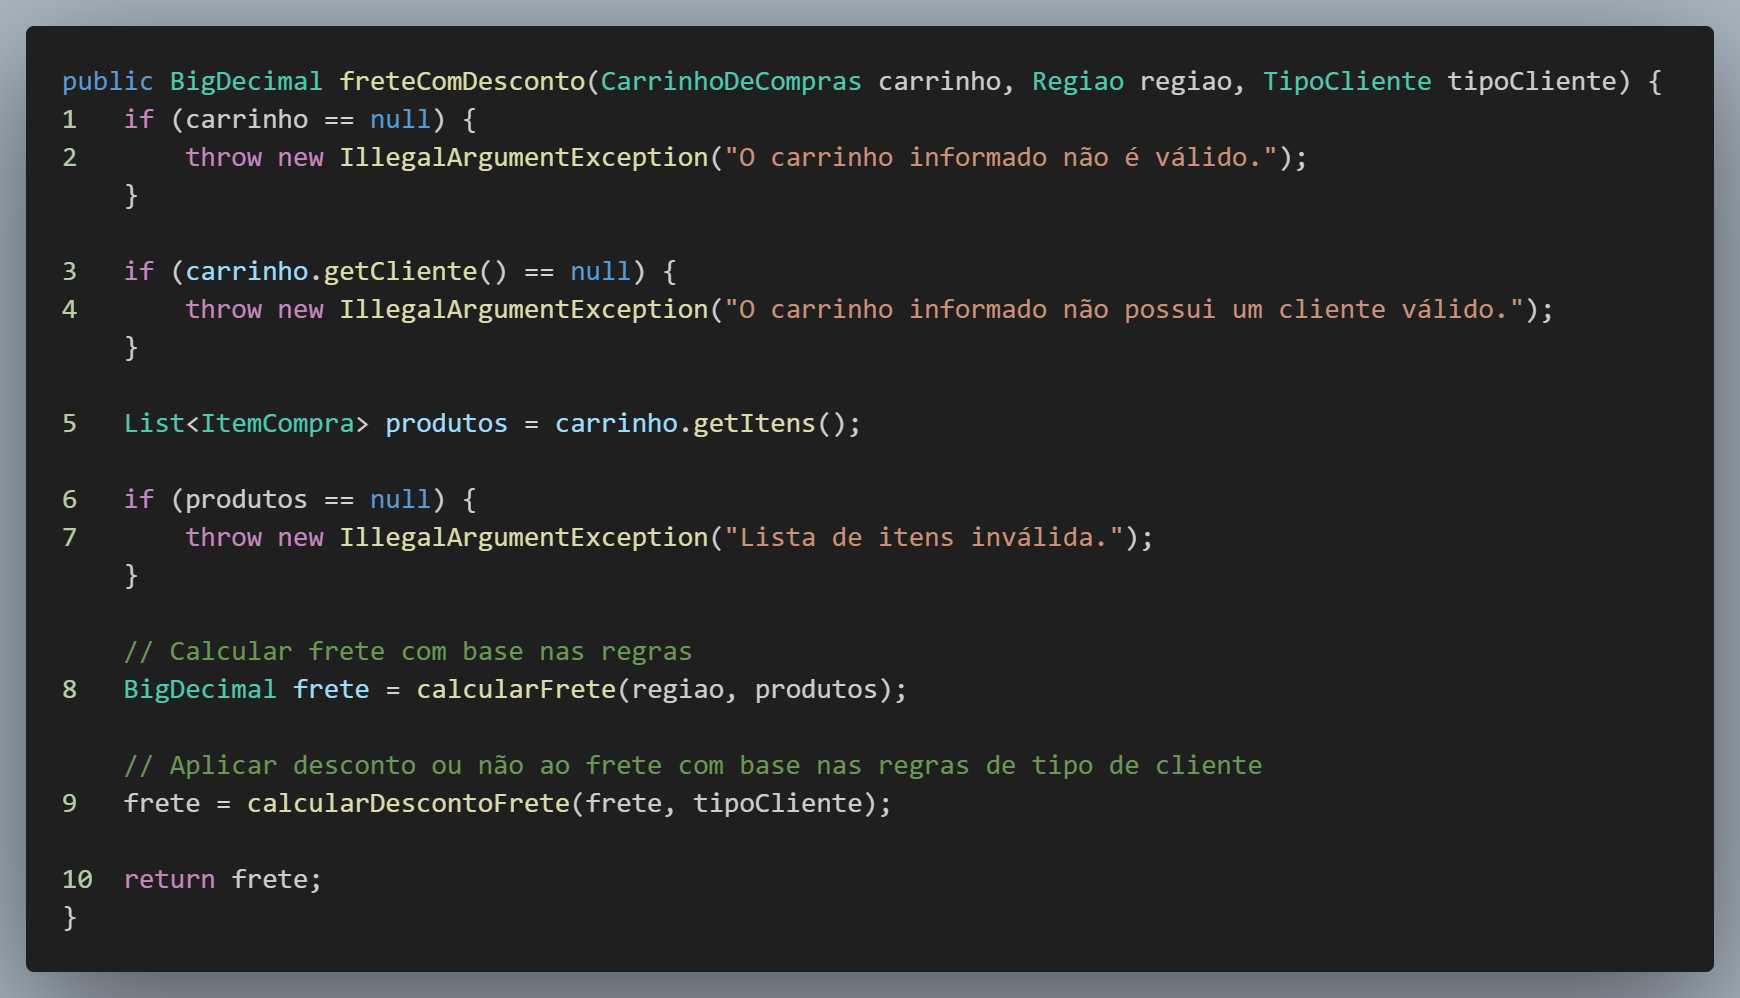 public BigDecimal freteComDesconto(CarrinhoDeCompras carrinho, Regiao regiao, TipoCliente tipoCliente) {
1   if (carrinho == null) {
2       throw new IllegalArgumentException("O carrinho informado não é válido.");
    }
3   if (carrinho.getCliente() == null) {
4       throw new IllegalArgumentException("O carrinho informado não possui um cliente válido.");
    }
5   List<ItemCompra> produtos = carrinho.getItens();
6   if (produtos == null) {
7       throw new IllegalArgumentException("Lista de itens inválida.");
    }
    // Calcular frete com base nas regras
8   BigDecimal frete = calcularFrete(regiao, produtos);
    // Aplicar desconto ou não ao frete com base nas regras de tipo de cliente
9   frete = calcularDescontoFrete(frete, tipoCliente);
10  return frete;
}